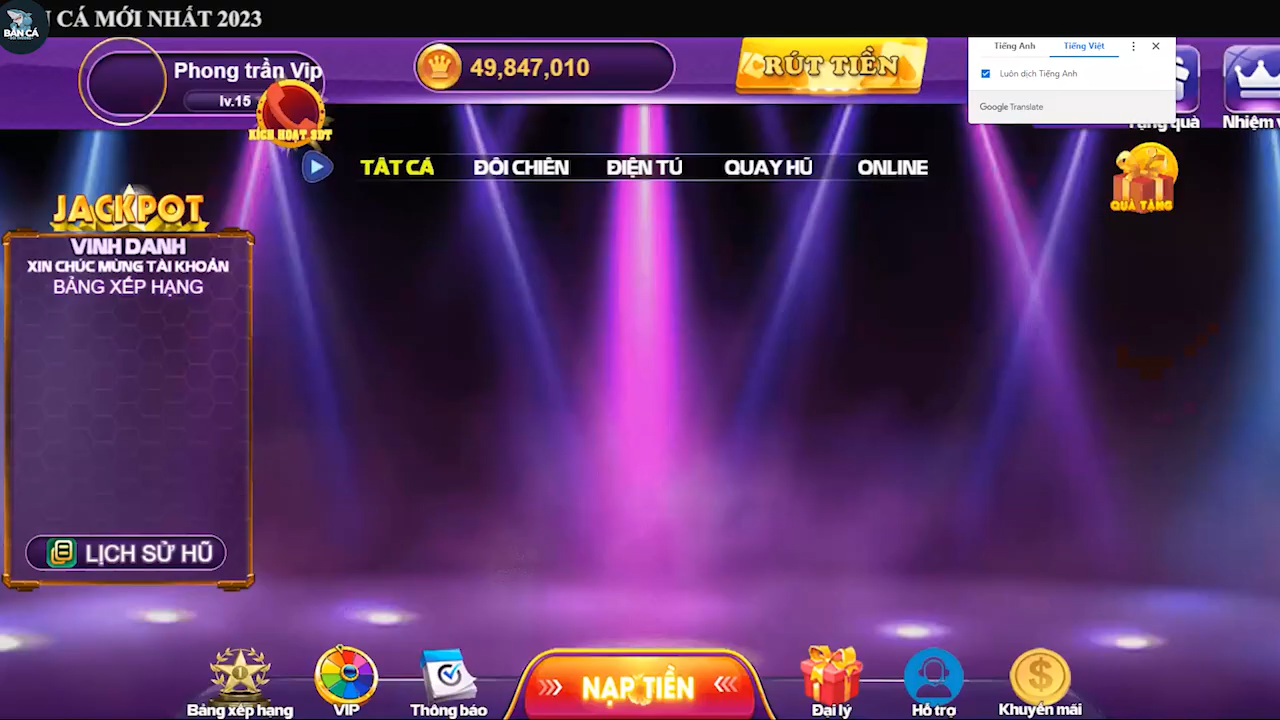 N CÁ MỚI NHẤT 2023
BẮN CÁ
Phong trần Vip
lv.15
KÍCH HOẠT SĐT
49,847,010
RÚT TIỀN
Tiếng Anh
Tiếng Việt
Luôn dịch Tiếng Anh
Google Translate
Tặng quà
Nhiệm v
TẤT CẢ
ĐỐI CHIẾN
ĐIỆN TỬ
QUAY HŨ
ONLINE
QUÀ TẶNG
JACKPOT
VINH DANH
XIN CHÚC MỪNG TÀI KHOẢN
BẢNG XẾP HẠNG
LỊCH SỬ HŨ
Bảng xếp hạng
VIP
Thông báo
NẠP TIỀN
Đại lý
Hỗ trợ
Khuyến mãi